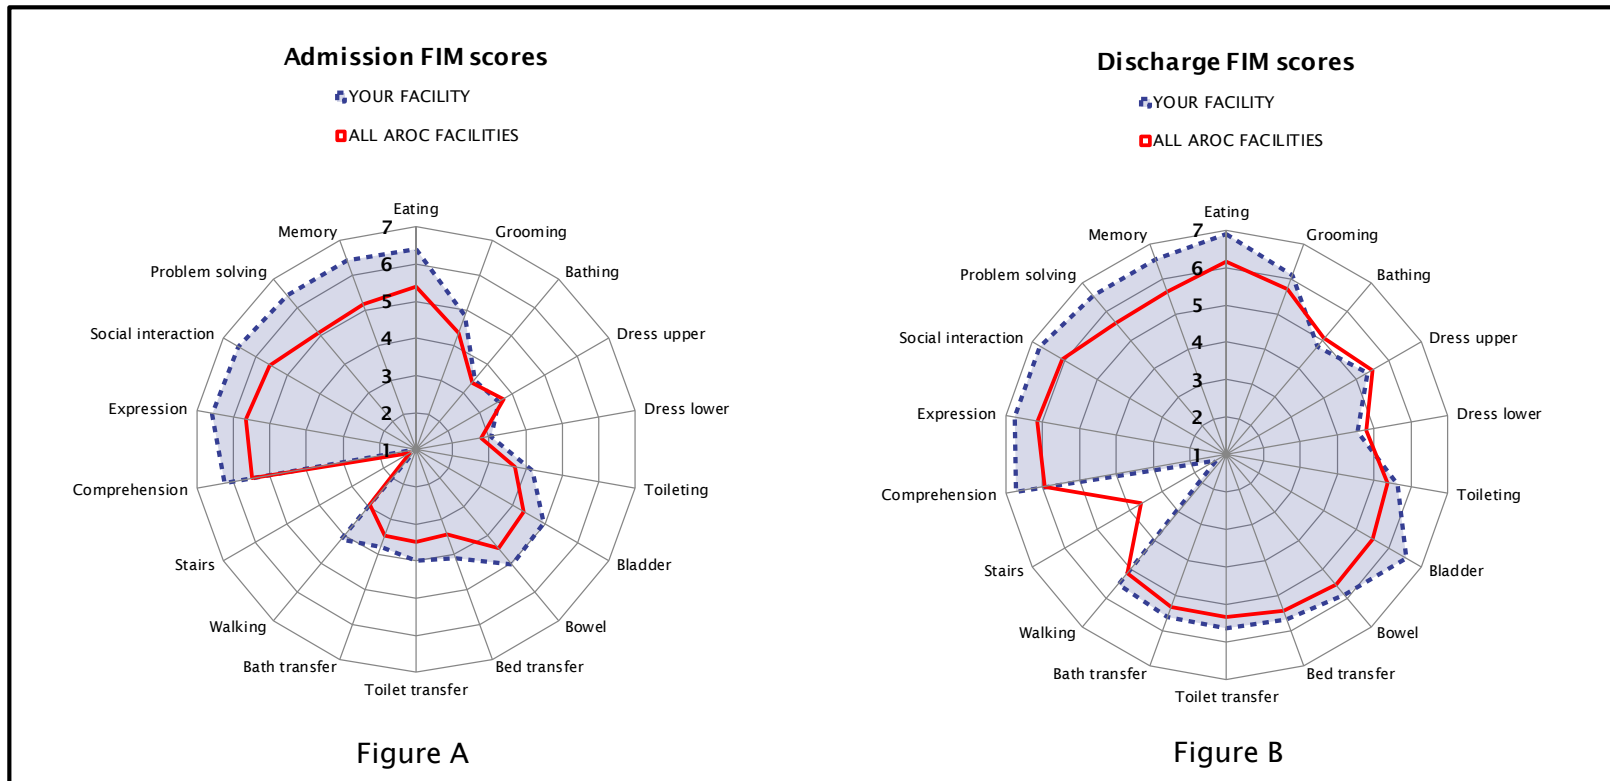 Admission FIM scores
YOUR FACILITY
ALL AROC FACILITIES
Eating
Grooming
Bathing
Dress upper
Dress lower
Toileting
Bladder
Bowel
Bed transfer
Toilet transfer
Bath transfer
Walking
Stairs
Comprehension
Expression
Social interaction
Problem solving
Memory
7
6
5
4
3
2
1
Figure A
Discharge FIM scores
YOUR FACILITY
ALL AROC FACILITIES
Eating
Grooming
Bathing
Dress upper
Dress lower
Toileting
Bladder
Bowel
Bed transfer
Toilet transfer
Bath transfer
Walking
Stairs
Comprehension
Expression
Social interaction
Problem solving
Memory
7
6
5
4
3
2
1
Figure B